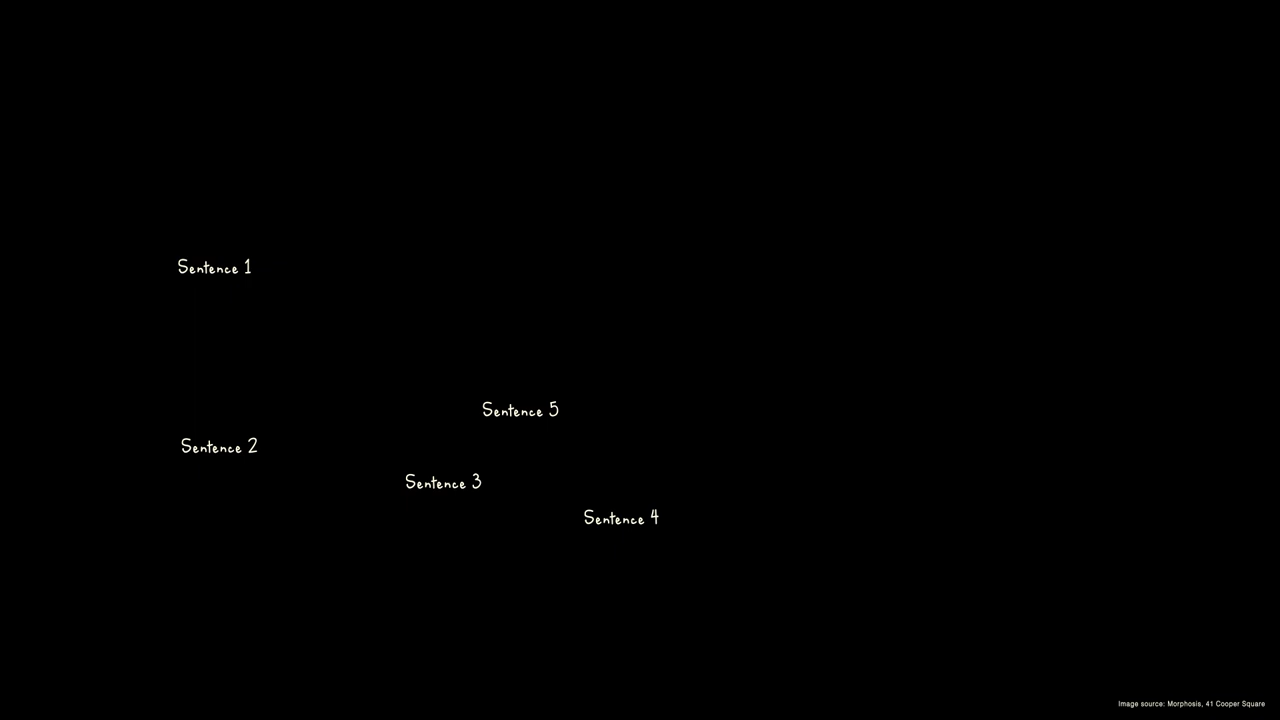 Sentence 1
Sentence 5
Sentence 2
Sentence 3
Sentence 4
Image source: Morphosis, 41 Cooper Square